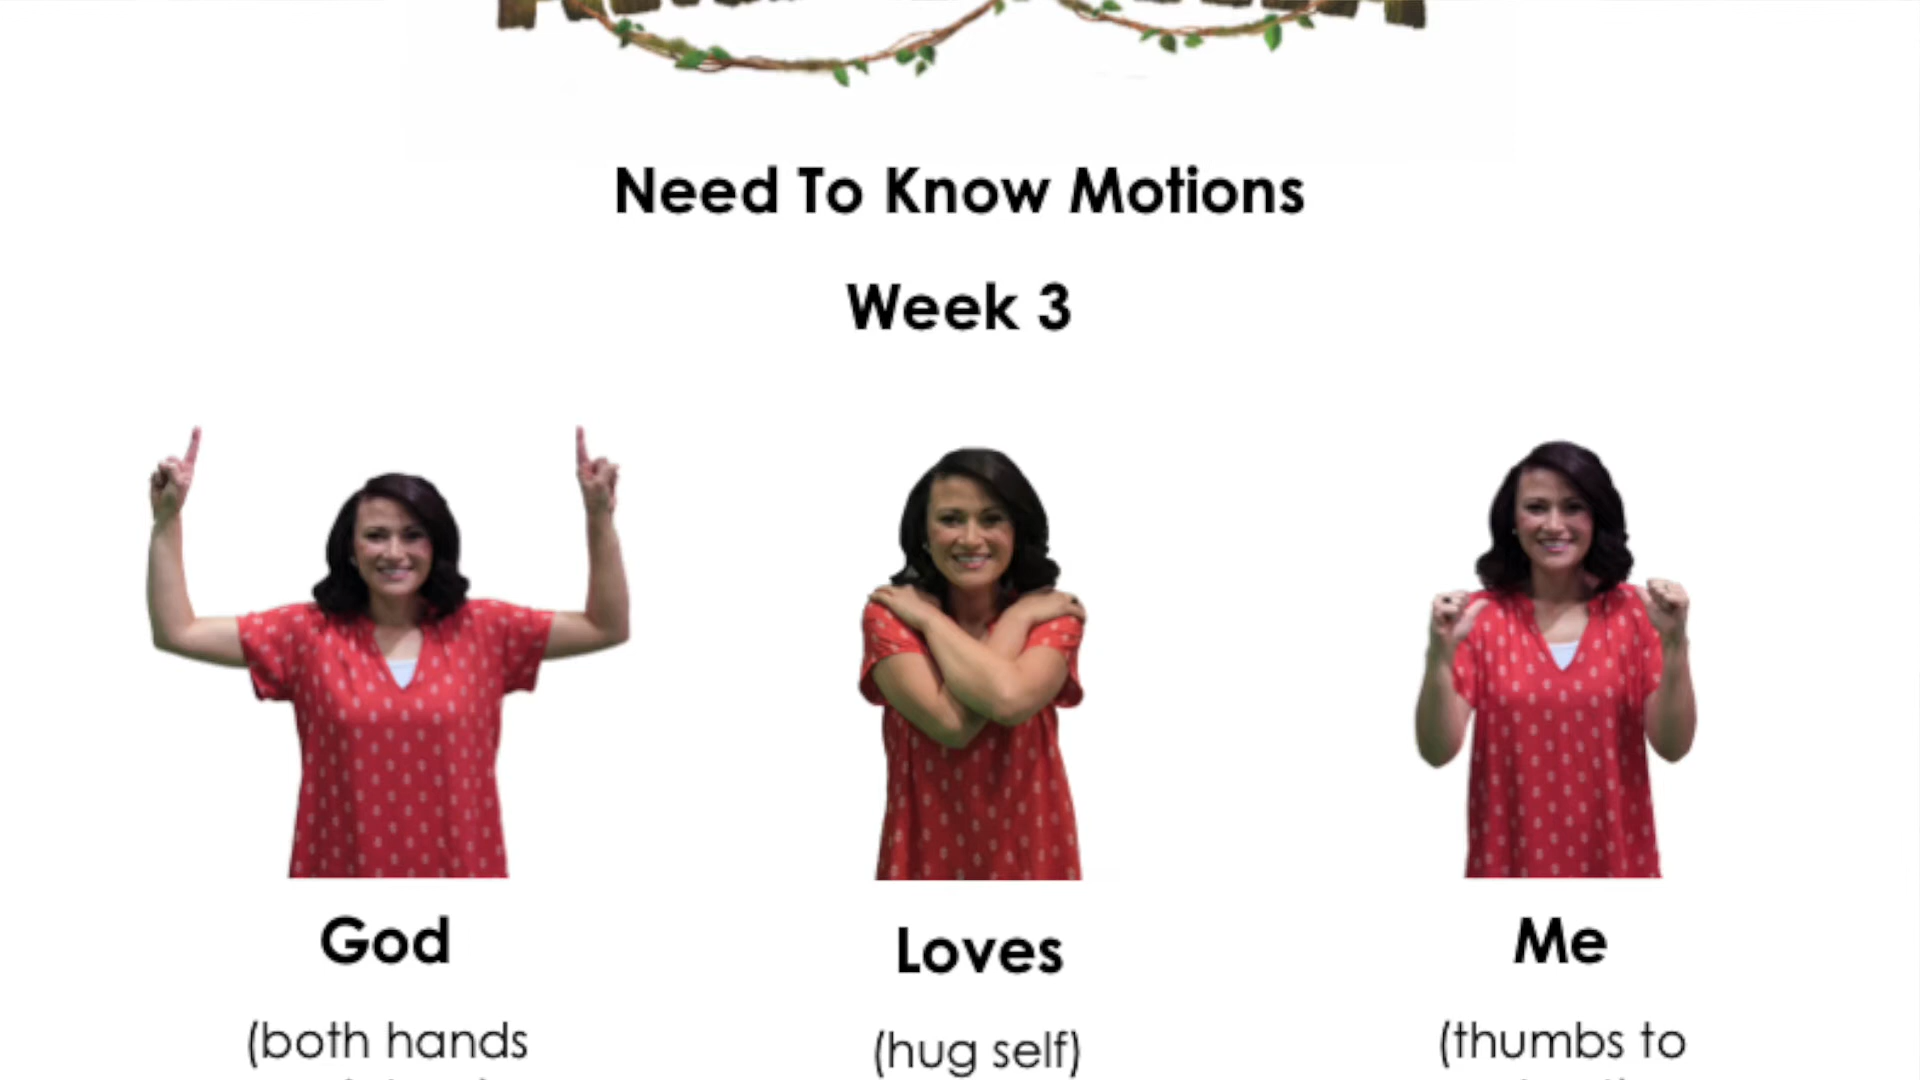 Need To Know Motions
Week 3
God
Loves
Me
(both hands
(hug self)
(thumbs to